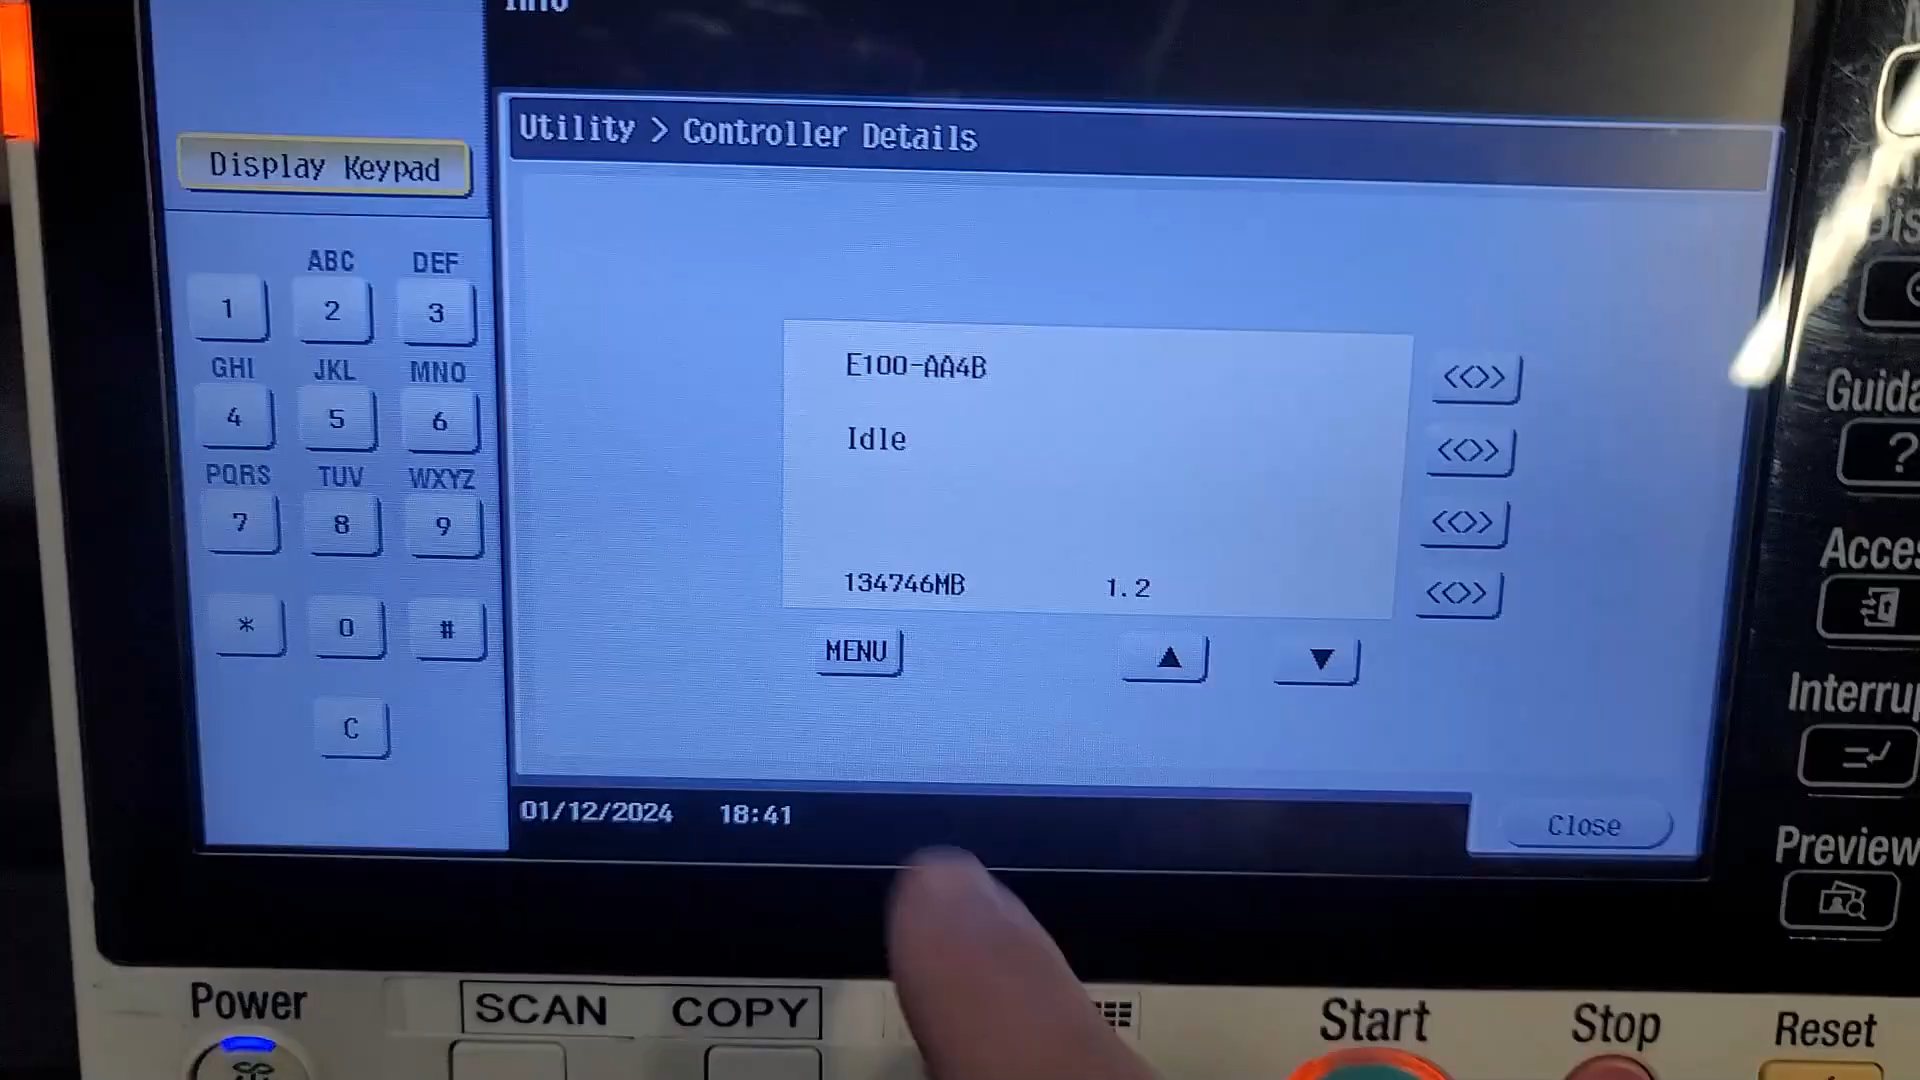 Info
Utility > Controller Details
Display Keypad
ABC DEF
1 2 3
GHI JKL MNO
4 5 6
PQRS TUV WXYZ
7 8 9
* 0 #
C
E100-AA4B
Idle
134746MB 1.2
<<>>
<<>>
<<>>
<<>>
MENU ▲ ▼
01/12/2024 18:41
Close
Guida
?
Acces
Interrup
Preview
Power
SCAN COPY
Start
Stop
Reset